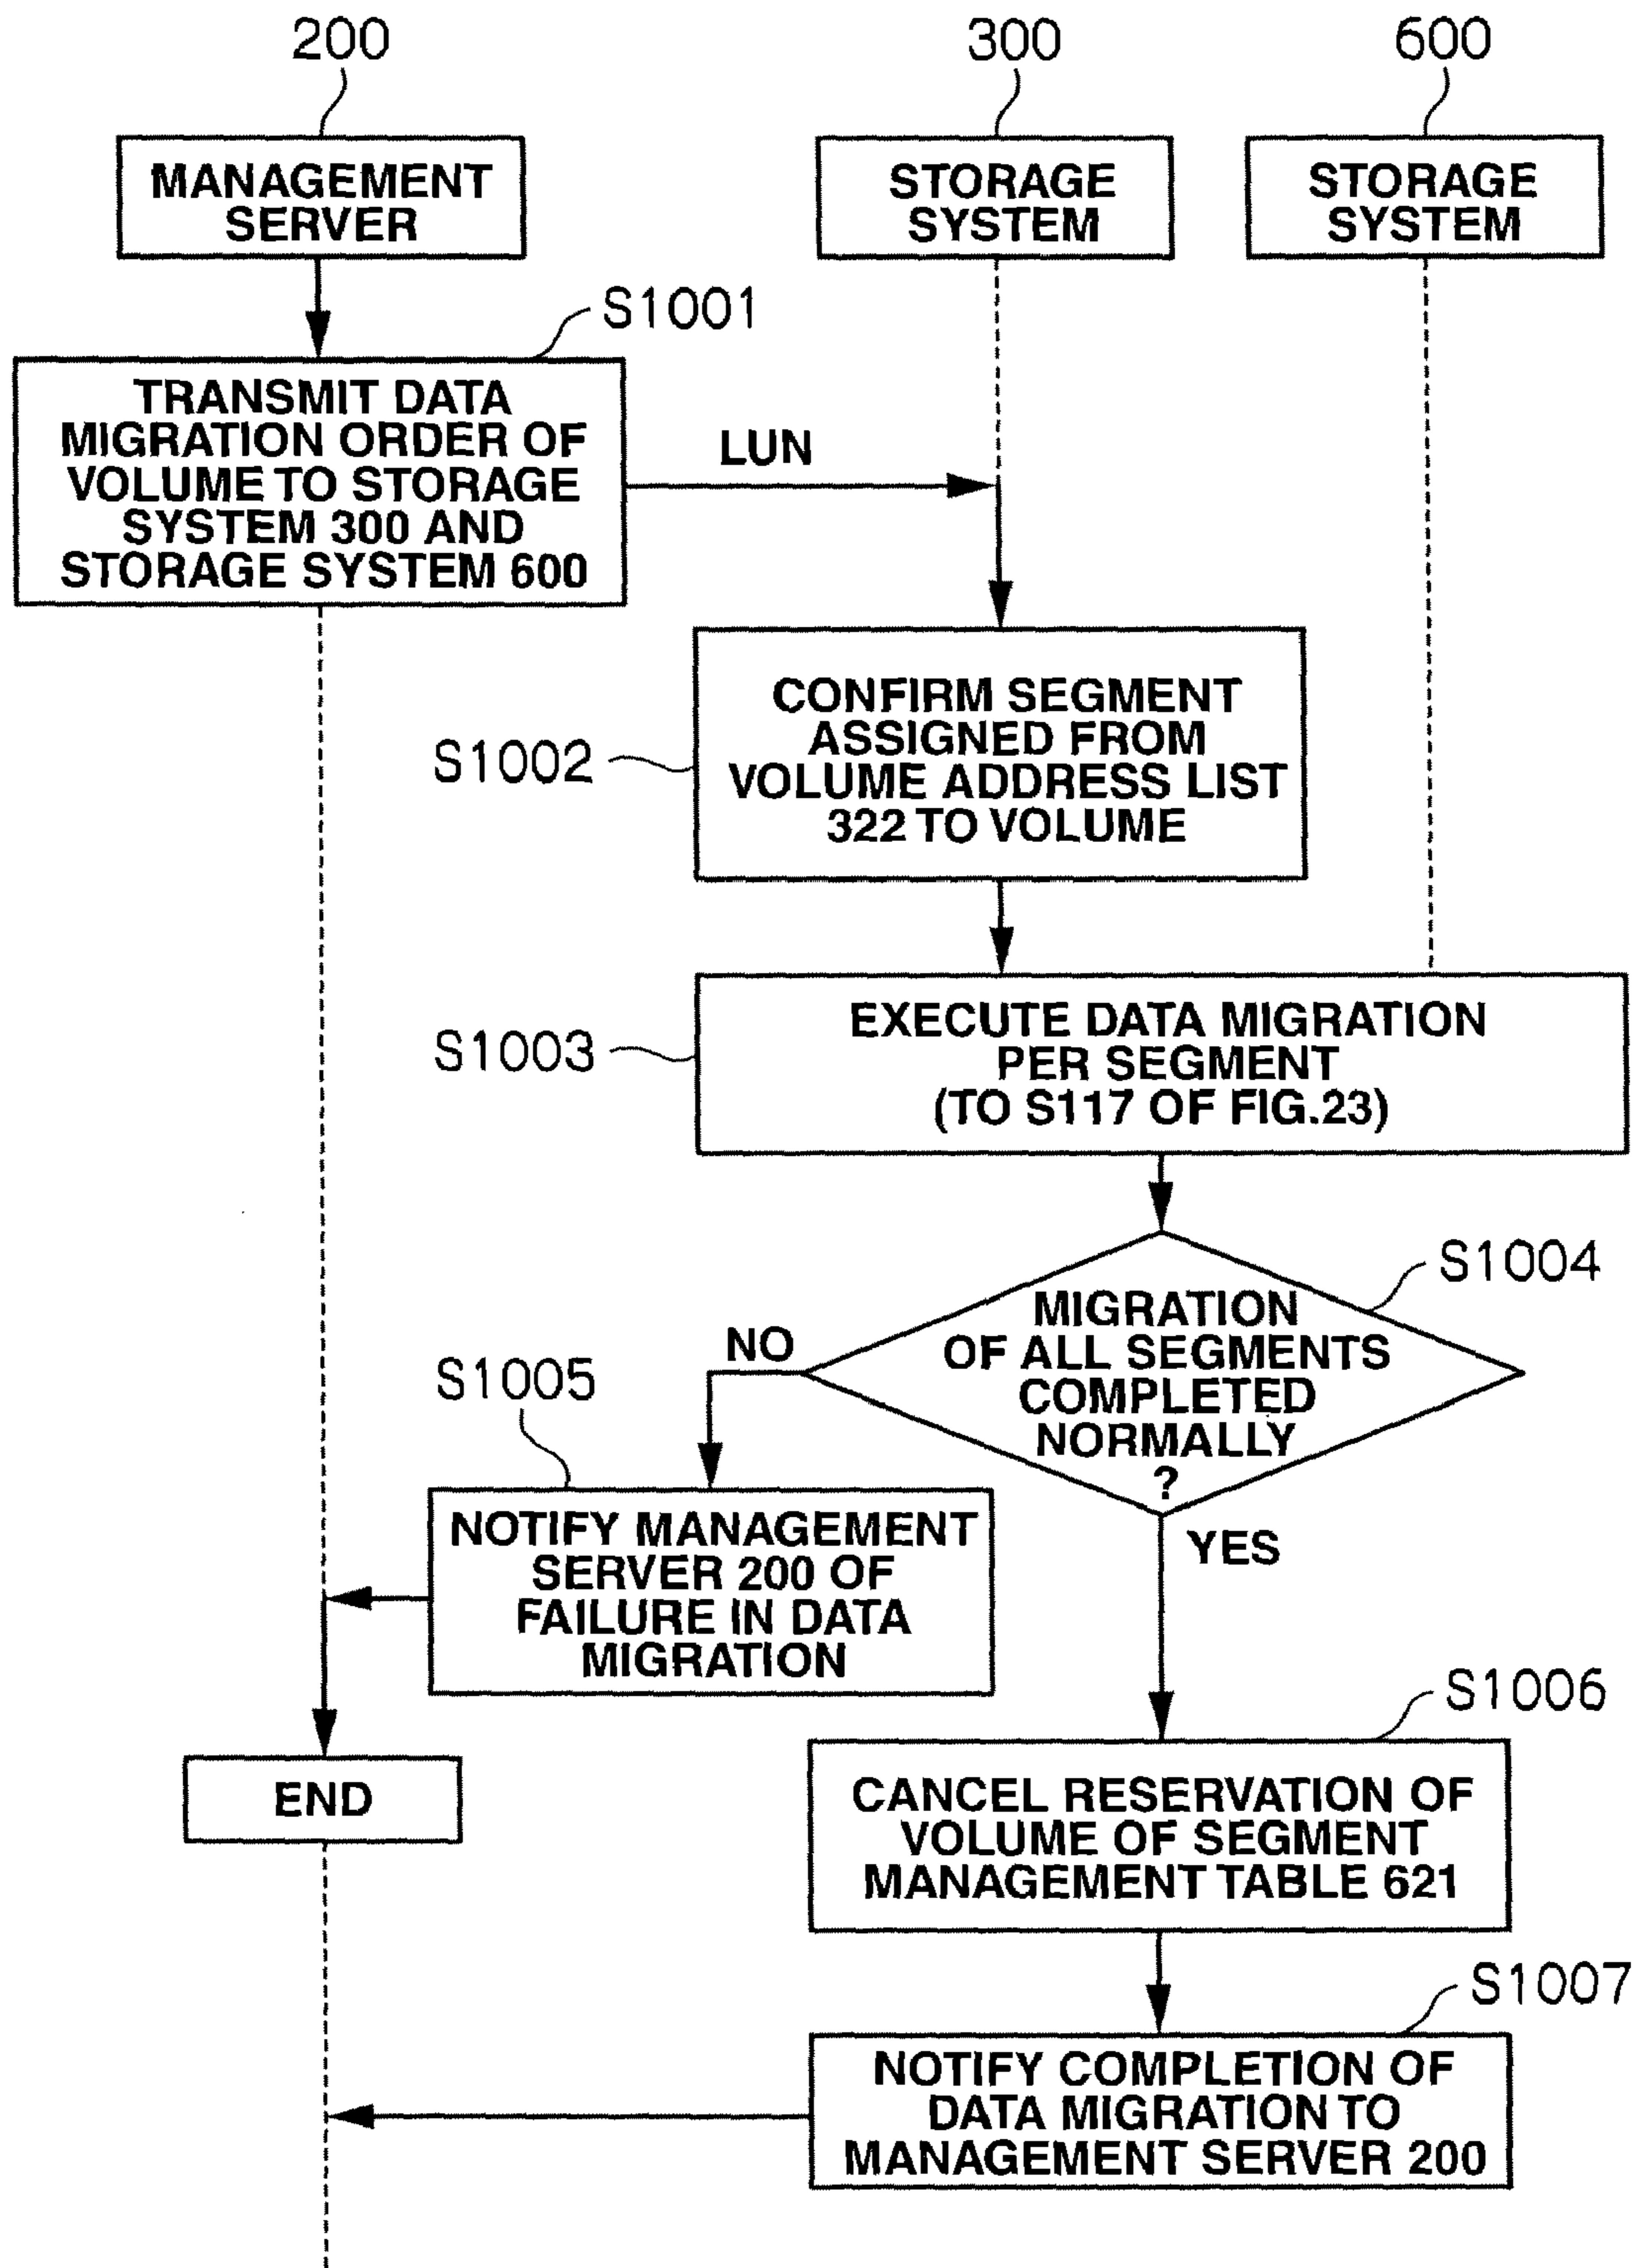 200
300
600
MANAGEMENT
SERVER
STORAGE
SYSTEM
STORAGE
SYSTEM
S1001
TRANSMIT DATA
MIGRATION ORDER OF
VOLUME TO STORAGE
SYSTEM 300 AND
STORAGE SYSTEM 600
LUN
S1002
CONFIRM SEGMENT
ASSIGNED FROM
VOLUME ADDRESS LIST
322 TO VOLUME
S1003
EXECUTE DATA MIGRATION
PER SEGMENT
(TO S117 OF FIG.23)
S1004
MIGRATION
OF ALL SEGMENTS
COMPLETED
NORMALLY
?
NO
YES
S1005
NOTIFY MANAGEMENT
SERVER 200 OF
FAILURE IN DATA
MIGRATION
END
S1006
CANCEL RESERVATION OF
VOLUME OF SEGMENT
MANAGEMENT TABLE 621
S1007
NOTIFY COMPLETION OF
DATA MIGRATION TO
MANAGEMENT SERVER 200